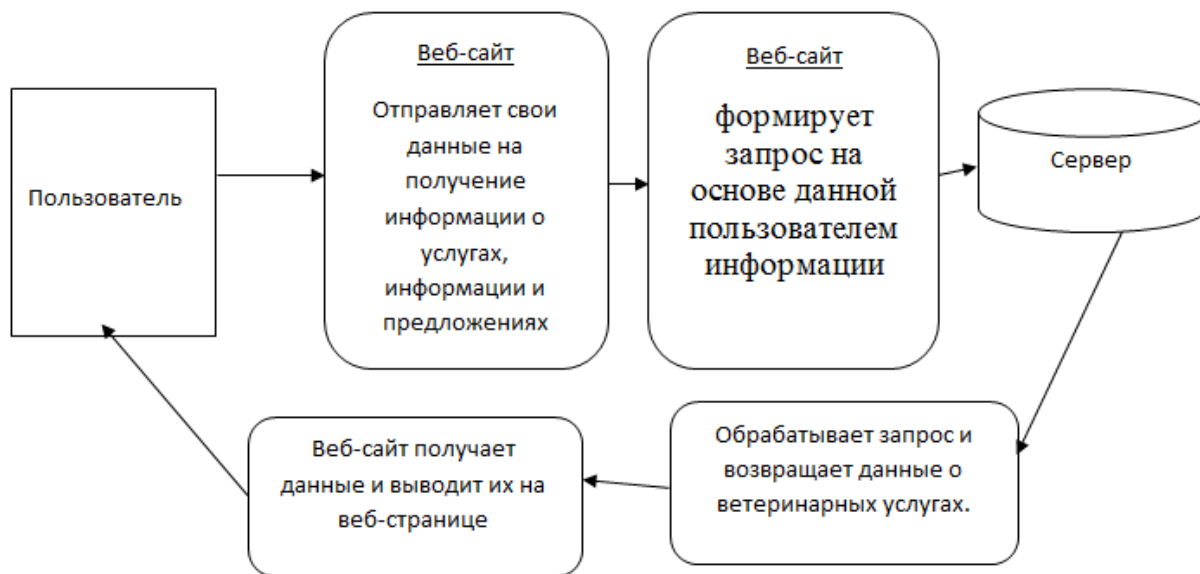 Пользователь
Веб-сайт
Отправляет свои
данные на
получение
информации о
услугах,
информации и
предложениях
Веб-сайт
формирует
запрос на
основе данной
пользователем
информации
Сервер
Обрабатывает запрос и
возвращает данные о
ветеринарных услугах.
Веб-сайт получает
данные и выводит их на
веб-странице